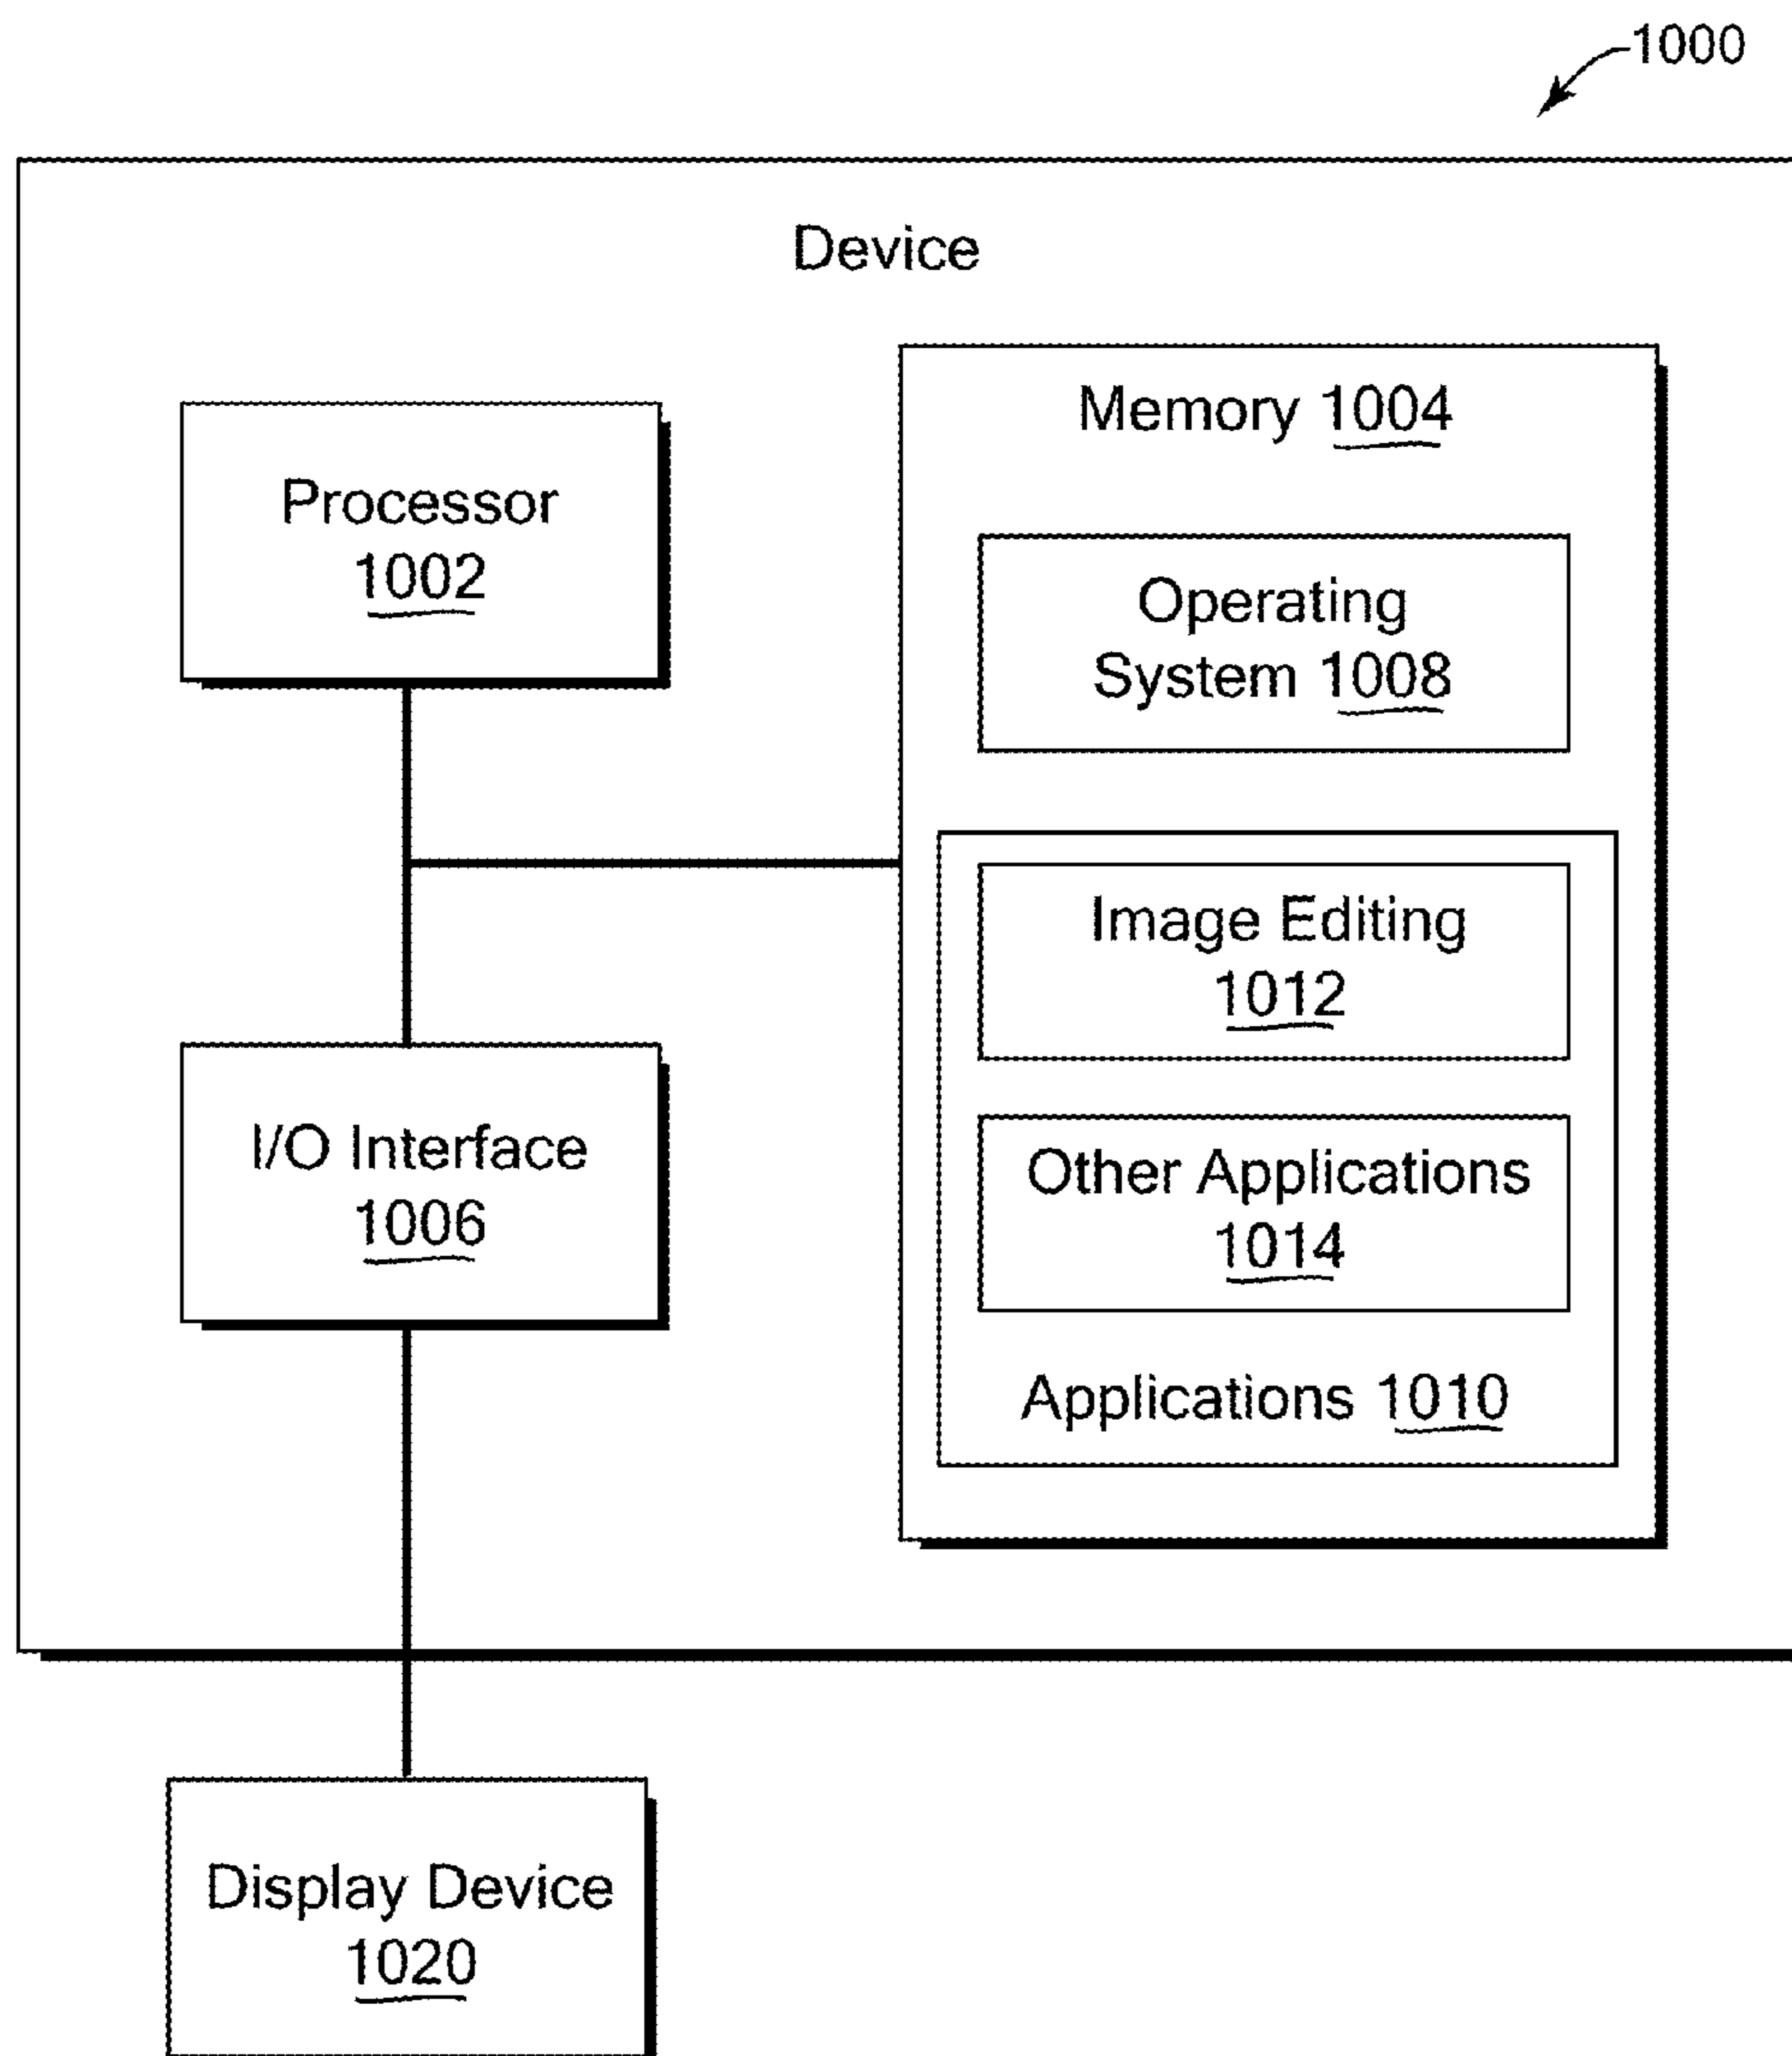 1000
Device
Processor
1002
Memory 1004
Operating
System 1008
Image Editing
1012
I/O Interface
1006
Other Applications
1014
Applications 1010
Display Device
1020